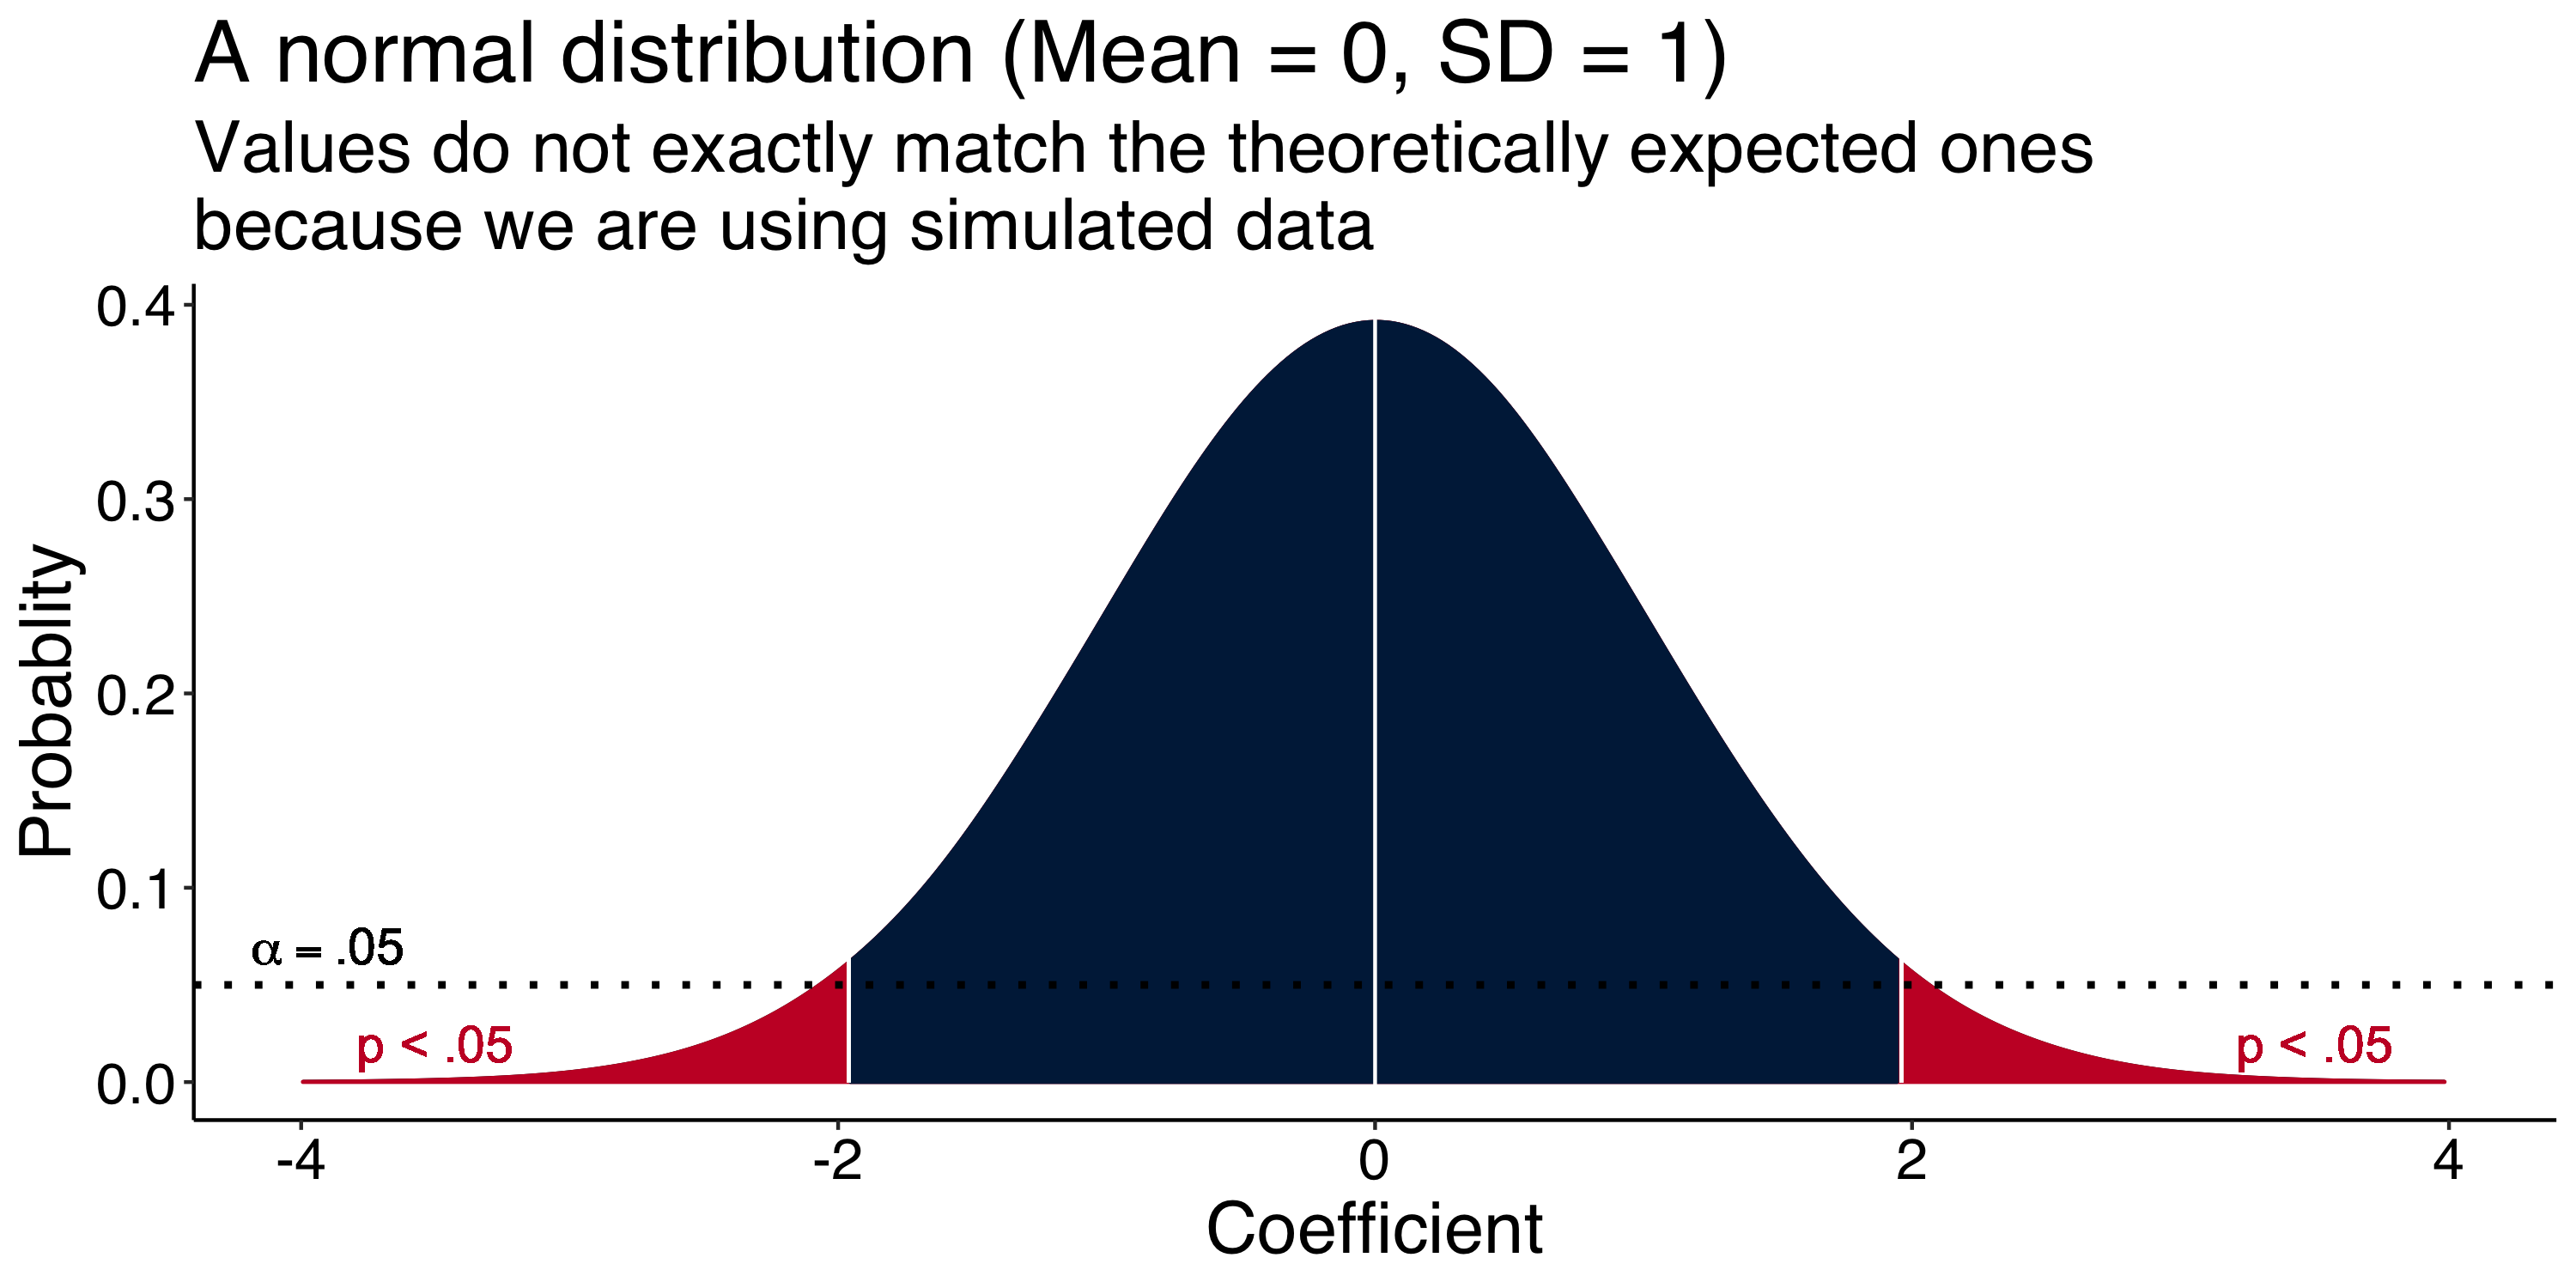 A normal distribution (Mean = 0, SD = 1)
Values do not exactly match the theoretically expected ones
because we are using simulated data
0.4
0.3
0.2
0.1
0.0
Probablity
α = .05
p < .05
p < .05
-4
-2
0
2
4
Coefficient